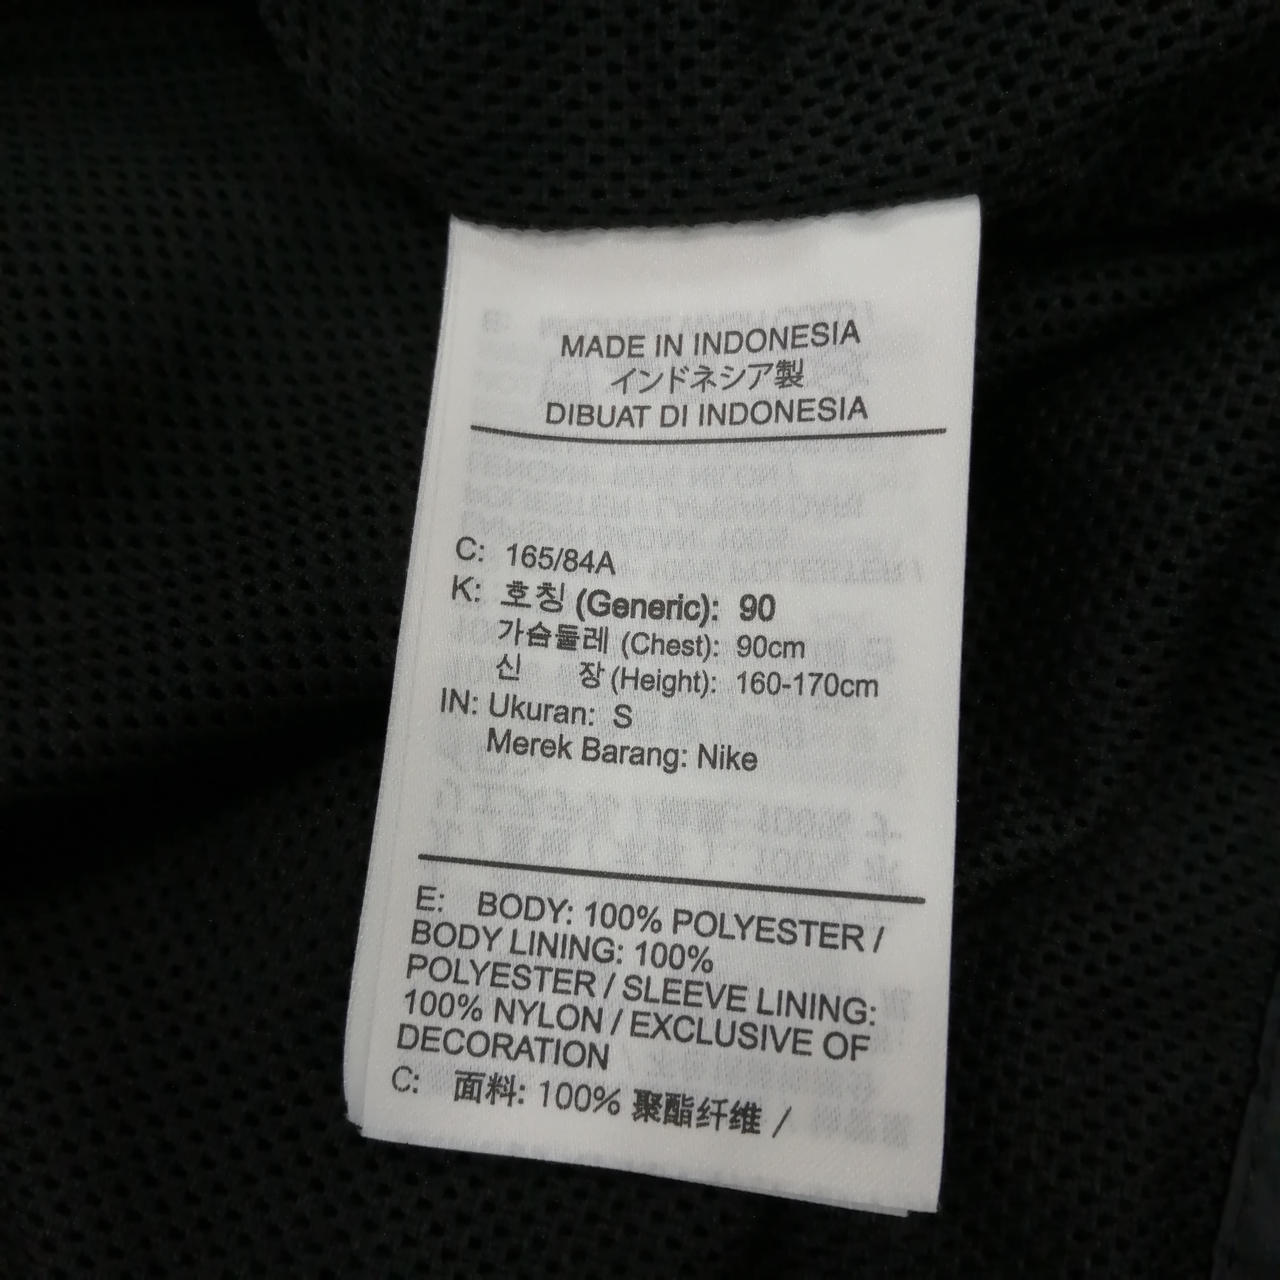 MADE IN INDONESIA
インドネシア製
DIBUAT DI INDONESIA
C: 165/84A
K: 호칭 (Generic): 90
가슴둘레 (Chest): 90cm
신 장 (Height): 160-170cm
IN: Ukuran: S
Merek Barang: Nike
E: BODY: 100% POLYESTER /
BODY LINING: 100%
POLYESTER / SLEEVE LINING:
100% NYLON / EXCLUSIVE OF
DECORATION
C: 面料: 100% 聚酯纤维 /